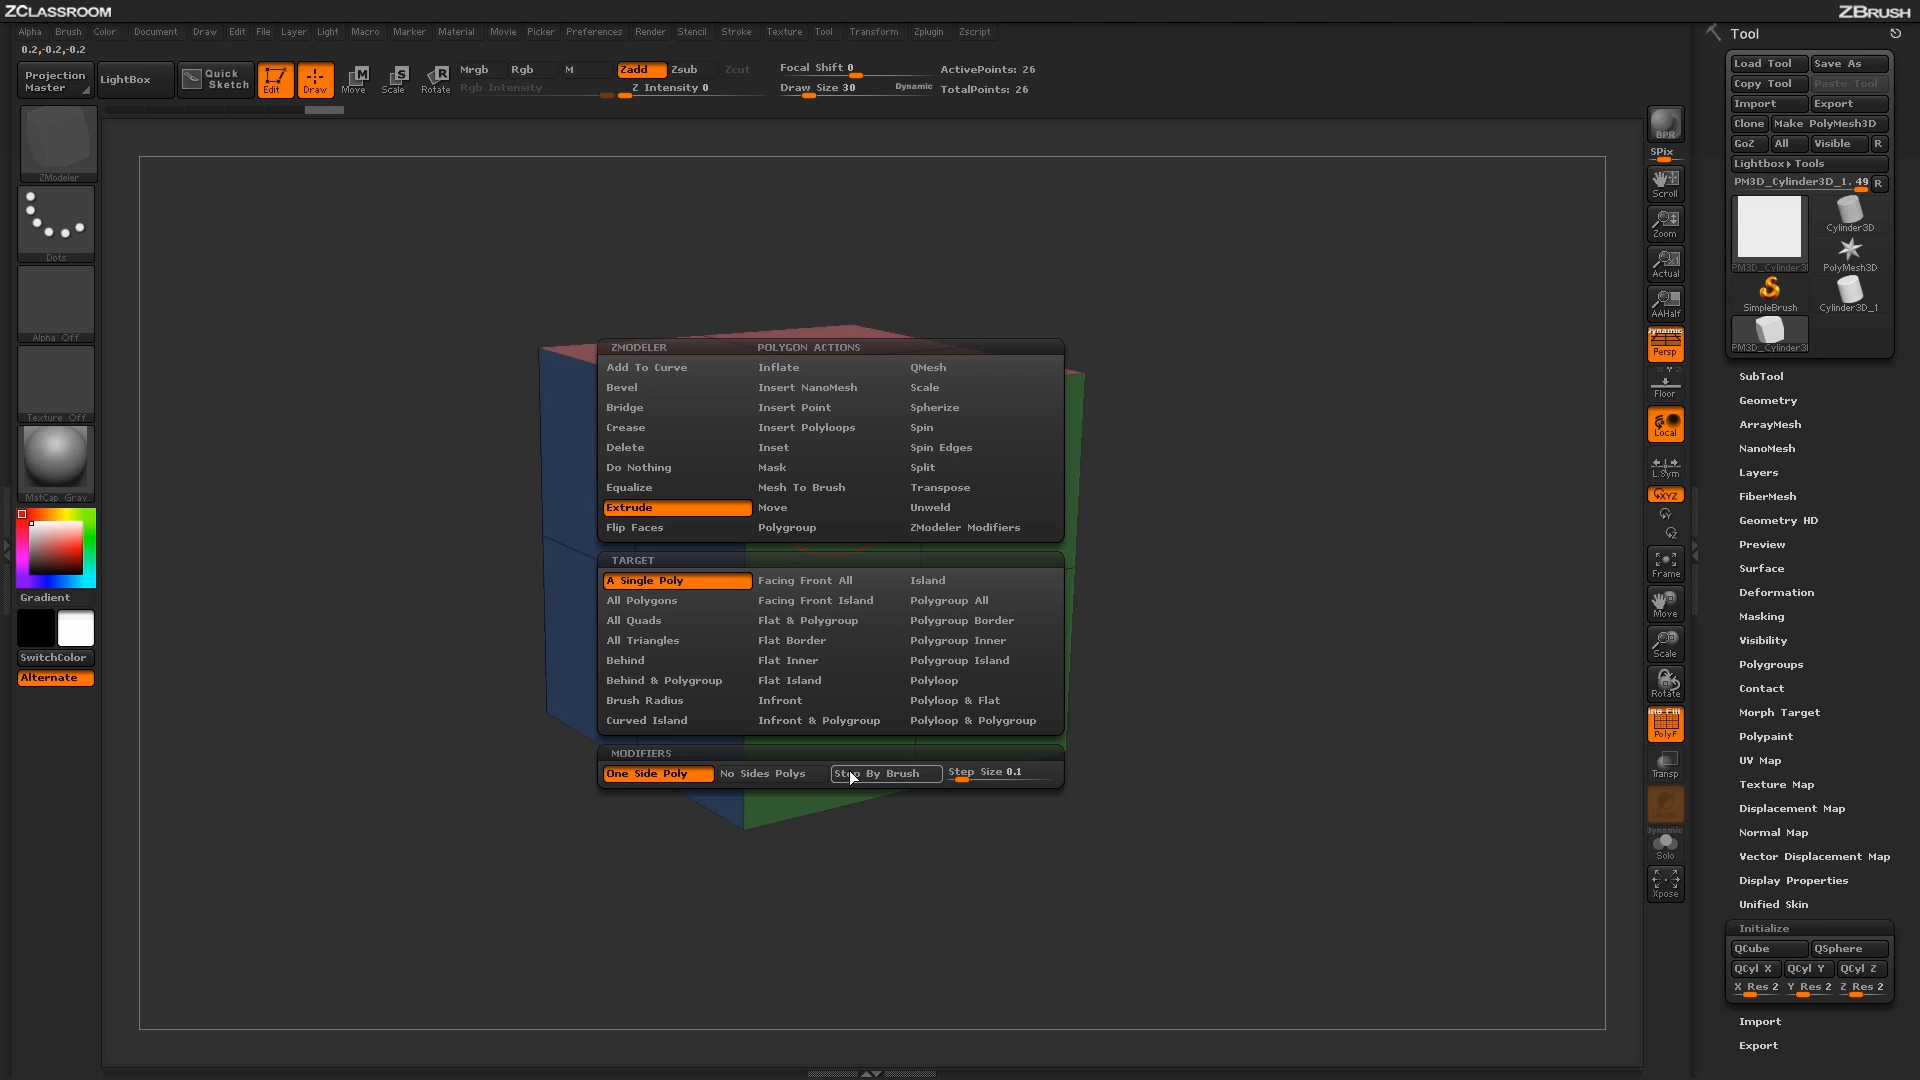 ZCLASSROOM
ZBRUSH
Alpha Brush Color Document Draw Edit File Layer Light Macro Marker Material Movie Picker Preferences Render Stencil Stroke Texture Tool Transform Zplugin Zscript
0.2,-0.2,-0.2
Projection Master
LightBox
Quick Sketch
Edit
Draw
Move
Scale
Rotate
Mrgb Rgb M
Rgb Intensity
Zadd Zsub Zcut
Z Intensity 0
Focal Shift 0
Draw Size 30
Dynamic
ActivePoints: 26
TotalPoints: 26
ZModeler
Dots
Alpha Off
Texture Off
MatCap Gray
Gradient
SwitchColor
Alternate
ZMODELER POLYGON ACTIONS
Add To Curve Inflate QMesh
Bevel Insert NanoMesh Scale
Bridge Insert Point Spherize
Crease Insert Polyloops Spin
Delete Inset Spin Edges
Do Nothing Mask Split
Equalize Mesh To Brush Transpose
Extrude Move Unweld
Flip Faces Polygroup ZModeler Modifiers
TARGET
A Single Poly Facing Front All Island
All Polygons Facing Front Island Polygroup All
All Quads Flat & Polygroup Polygroup Border
All Triangles Flat Border Polygroup Inner
Behind Flat Inner Polygroup Island
Behind & Polygroup Flat Island Polyloop
Brush Radius Infront Polyloop & Flat
Curved Island Infront & Polygroup Polyloop & Polygroup
MODIFIERS
One Side Poly No Sides Polys Step By Brush Step Size 0.1
BPR
SPix
Scroll
Zoom
Actual
AAHalf
Dynamic
Persp
Floor
Local
L.Sym
XYZ
Y
Z
Frame
Move
Scale
Rotate
PolyF
Transp
Dynamic
Solo
Xpose
Tool
Load Tool Save As
Copy Tool Paste Tool
Import Export
Clone Make PolyMesh3D
GoZ All Visible R
Lightbox▸Tools
PM3D_Cylinder3D_1. 49 R
Cylinder3D
PM3D_Cylinder3 PolyMesh3D
SimpleBrush Cylinder3D_1
PM3D_Cylinder3
SubTool
Geometry
ArrayMesh
NanoMesh
Layers
FiberMesh
Geometry HD
Preview
Surface
Deformation
Masking
Visibility
Polygroups
Contact
Morph Target
Polypaint
UV Map
Texture Map
Displacement Map
Normal Map
Vector Displacement Map
Display Properties
Unified Skin
Initialize
QCube QSphere
QCyl X QCyl Y QCyl Z
X Res 2 Y Res 2 Z Res 2
Import
Export